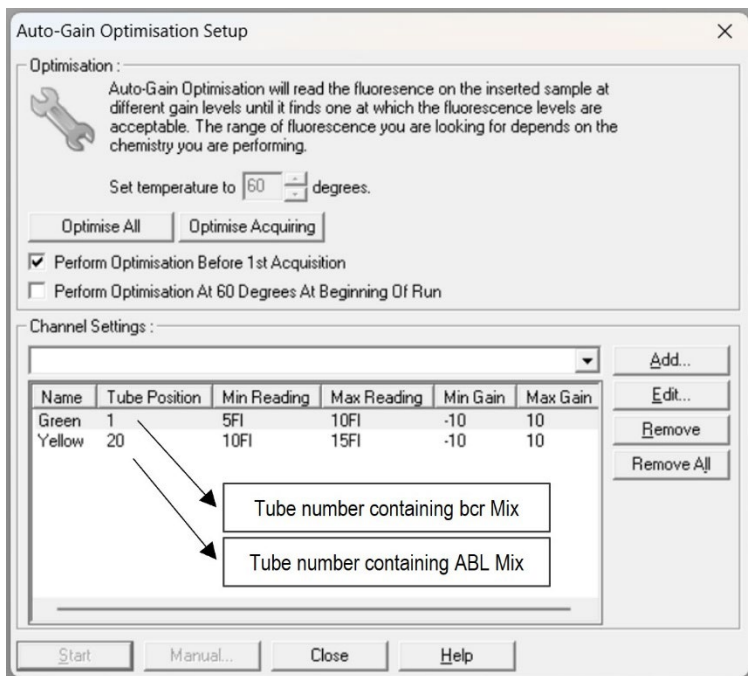 Auto-Gain Optimisation Setup
Optimisation :
Auto-Gain Optimisation will read the fluoresence on the inserted sample at
different gain levels until it finds one at which the fluorescence levels are
acceptable. The range of fluorescence you are looking for depends on the
chemistry you are performing.
Set temperature to 60 degrees.
Optimise All Optimise Acquiring
Perform Optimisation Before 1st Acquisition
Perform Optimisation At 60 Degrees At Beginning Of Run
Channel Settings :
Add...
Name Tube Position Min Reading Max Reading Min Gain Max Gain
Edit...
Green 1 5Fl 10Fl -10 10
Remove
Yellow 20 10Fl 15Fl -10 10
Remove All
Tube number containing bcr Mix
Tube number containing ABL Mix
Start Manual... Close Help